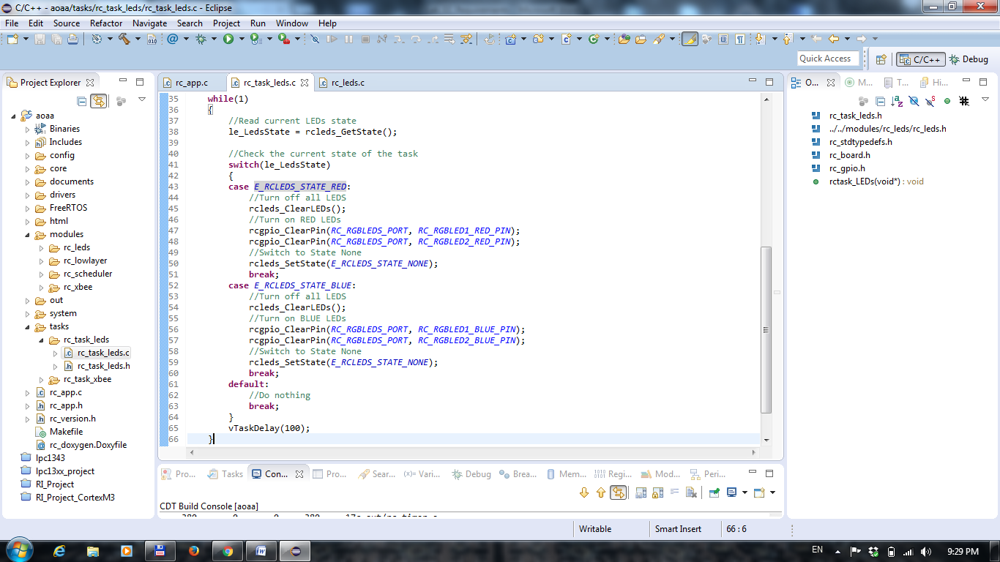 C/C++ - aoaa/tasks/rc_task_leds/rc_task_leds.c - Eclipse
File Edit Source Refactor Navigate Search Project Run Window Help
Quick Access
C/C++
Debug
Project Explorer
aoaa
Binaries
Includes
config
core
documents
drivers
FreeRTOS
html
modules
rc_leds
rc_lowlayer
rc_scheduler
rc_xbee
out
system
tasks
rc_task_leds
rc_task_leds.c
rc_task_leds.h
rc_task_xbee
rc_app.c
rc_app.h
rc_version.h
Makefile
rc_doxygen.Doxyfile
lpc1343
lpc13xx_project
RI_Project
RI_Project_CortexM3
rc_app.c rc_task_leds.c rc_leds.c
35 while(1)
36 {
37 //Read current LEDs state
38 le_LedsState = rcleds_GetState();
39
40 //Check the current state of the task
41 switch(le_LedsState)
42 {
43 case E_RCLEDS_STATE_RED:
44 //Turn off all LEDS
45 rcleds_ClearLEDs();
46 //Turn on RED LEDs
47 rcgpio_ClearPin(RC_RGBLEDS_PORT, RC_RGBLED1_RED_PIN);
48 rcgpio_ClearPin(RC_RGBLEDS_PORT, RC_RGBLED2_RED_PIN);
49 //Switch to State None
50 rcleds_SetState(E_RCLEDS_STATE_NONE);
51 break;
52 case E_RCLEDS_STATE_BLUE:
53 //Turn off all LEDS
54 rcleds_ClearLEDs();
55 //Turn on BLUE LEDs
56 rcgpio_ClearPin(RC_RGBLEDS_PORT, RC_RGBLED1_BLUE_PIN);
57 rcgpio_ClearPin(RC_RGBLEDS_PORT, RC_RGBLED2_BLUE_PIN);
58 //Switch to State None
59 rcleds_SetState(E_RCLEDS_STATE_NONE);
60 break;
61 default:
62 //Do nothing
63 break;
64 }
65 vTaskDelay(100);
66 }
O... M... T... Hi...
rc_task_leds.h
../../modules/rc_leds/rc_leds.h
rc_stdtypedefs.h
rc_board.h
rc_gpio.h
rctask_LEDs(void*) : void
Pro... Tasks Con... Pro... Sear... (x)= Vari... Debug Brea... Mem... Regi... Mod... Peri...
CDT Build Console [aoaa]
Writable Smart Insert 66 : 6
EN 9:29 PM